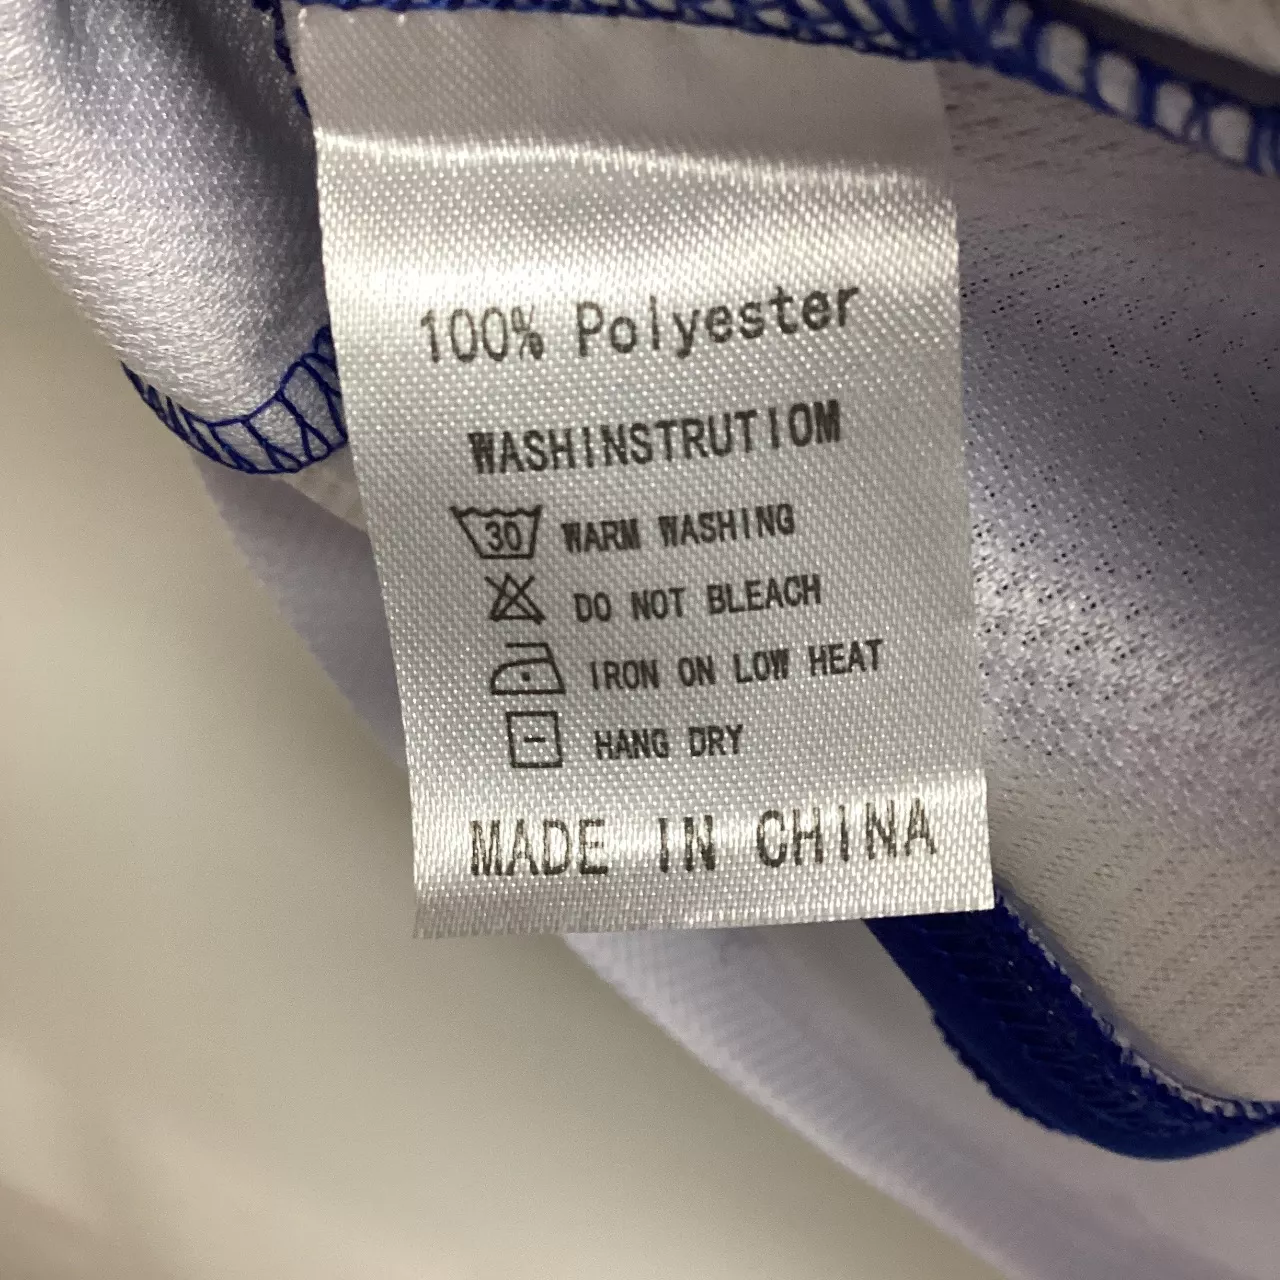 100% Polyester
WASHINSTRUTIOM
30 WARM WASHING
DO NOT BLEACH
IRON ON LOW HEAT
HANG DRY
MADE IN CHINA